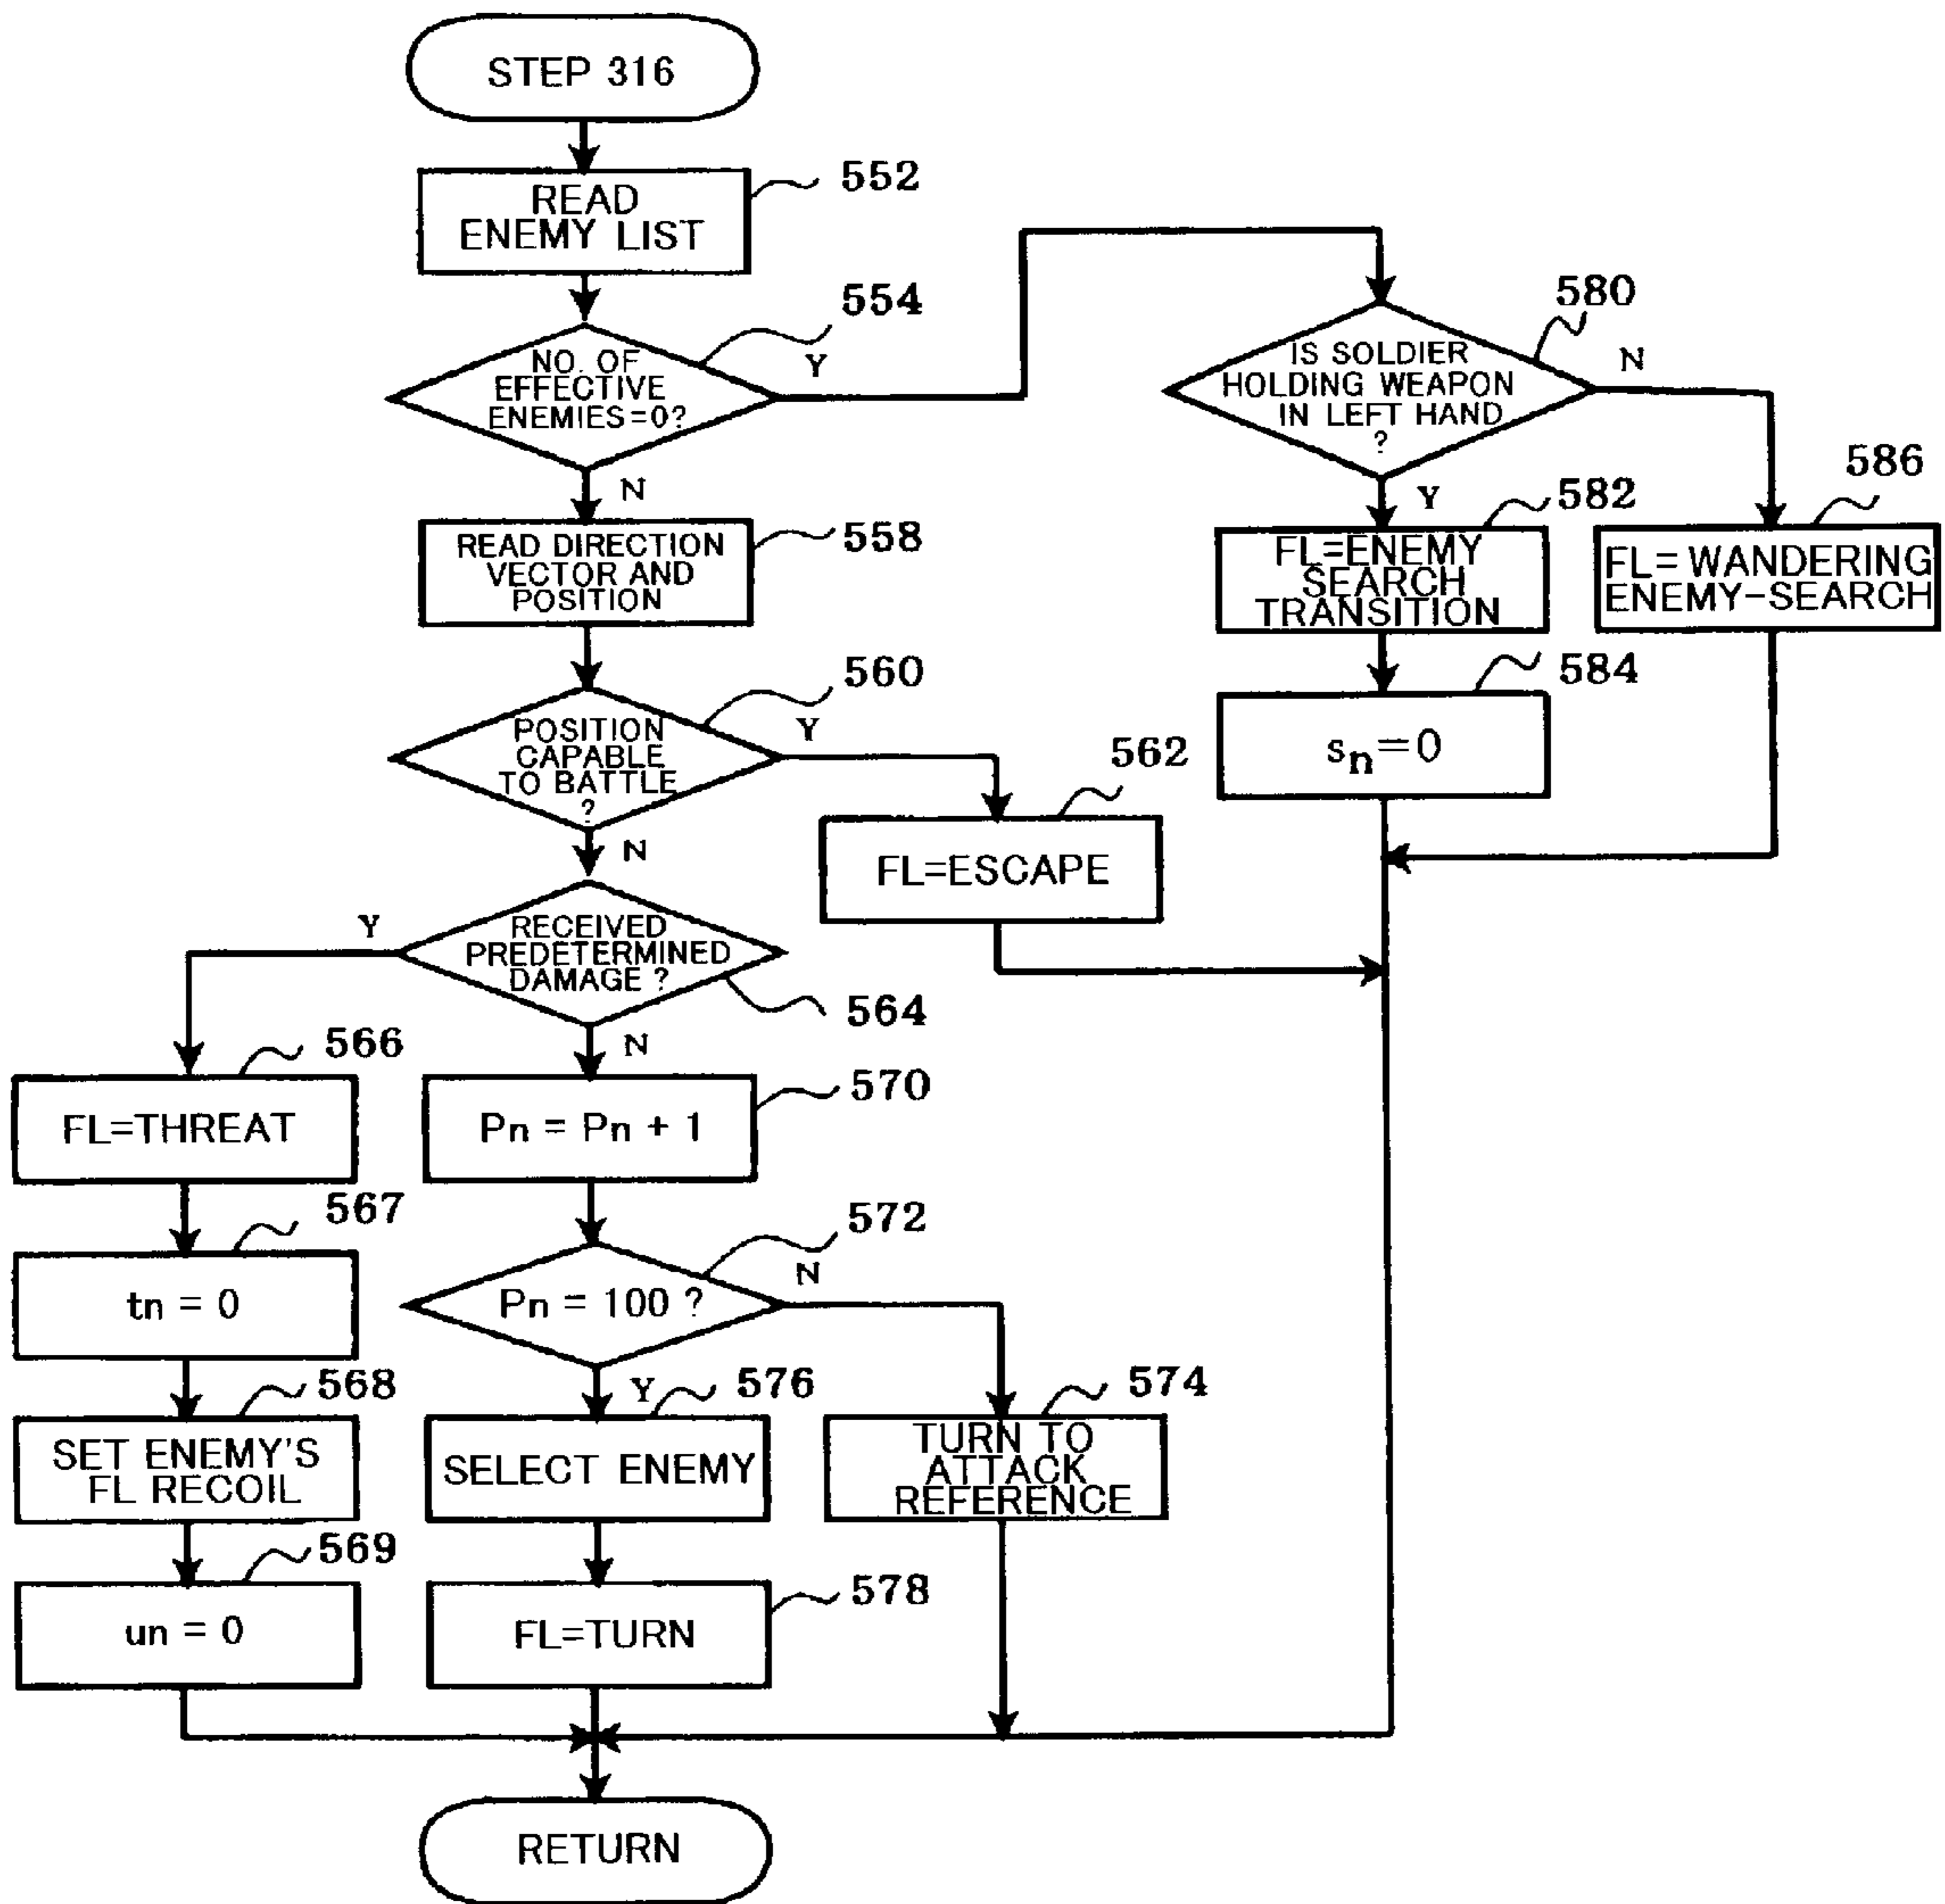 STEP 316
READ
ENEMY LIST
552
NO. OF
EFFECTIVE
ENEMIES=0?
554
Y
N
READ DIRECTION
VECTOR AND
POSITION
558
POSITION
CAPABLE
TO BATTLE
?
560
Y
N
FL=ESCAPE
562
RECEIVED
PREDETERMINED
DAMAGE ?
564
Y
N
FL=THREAT
566
tn = 0
567
SET ENEMY'S
FL RECOIL
568
un = 0
569
Pn = Pn + 1
570
Pn = 100 ?
572
N
Y
TURN TO
ATTACK
REFERENCE
574
SELECT ENEMY
576
FL=TURN
578
IS SOLDIER
HOLDING WEAPON
IN LEFT HAND
?
580
N
Y
FL=ENEMY
SEARCH
TRANSITION
582
sn=0
584
FL= WANDERING
ENEMY-SEARCH
586
RETURN